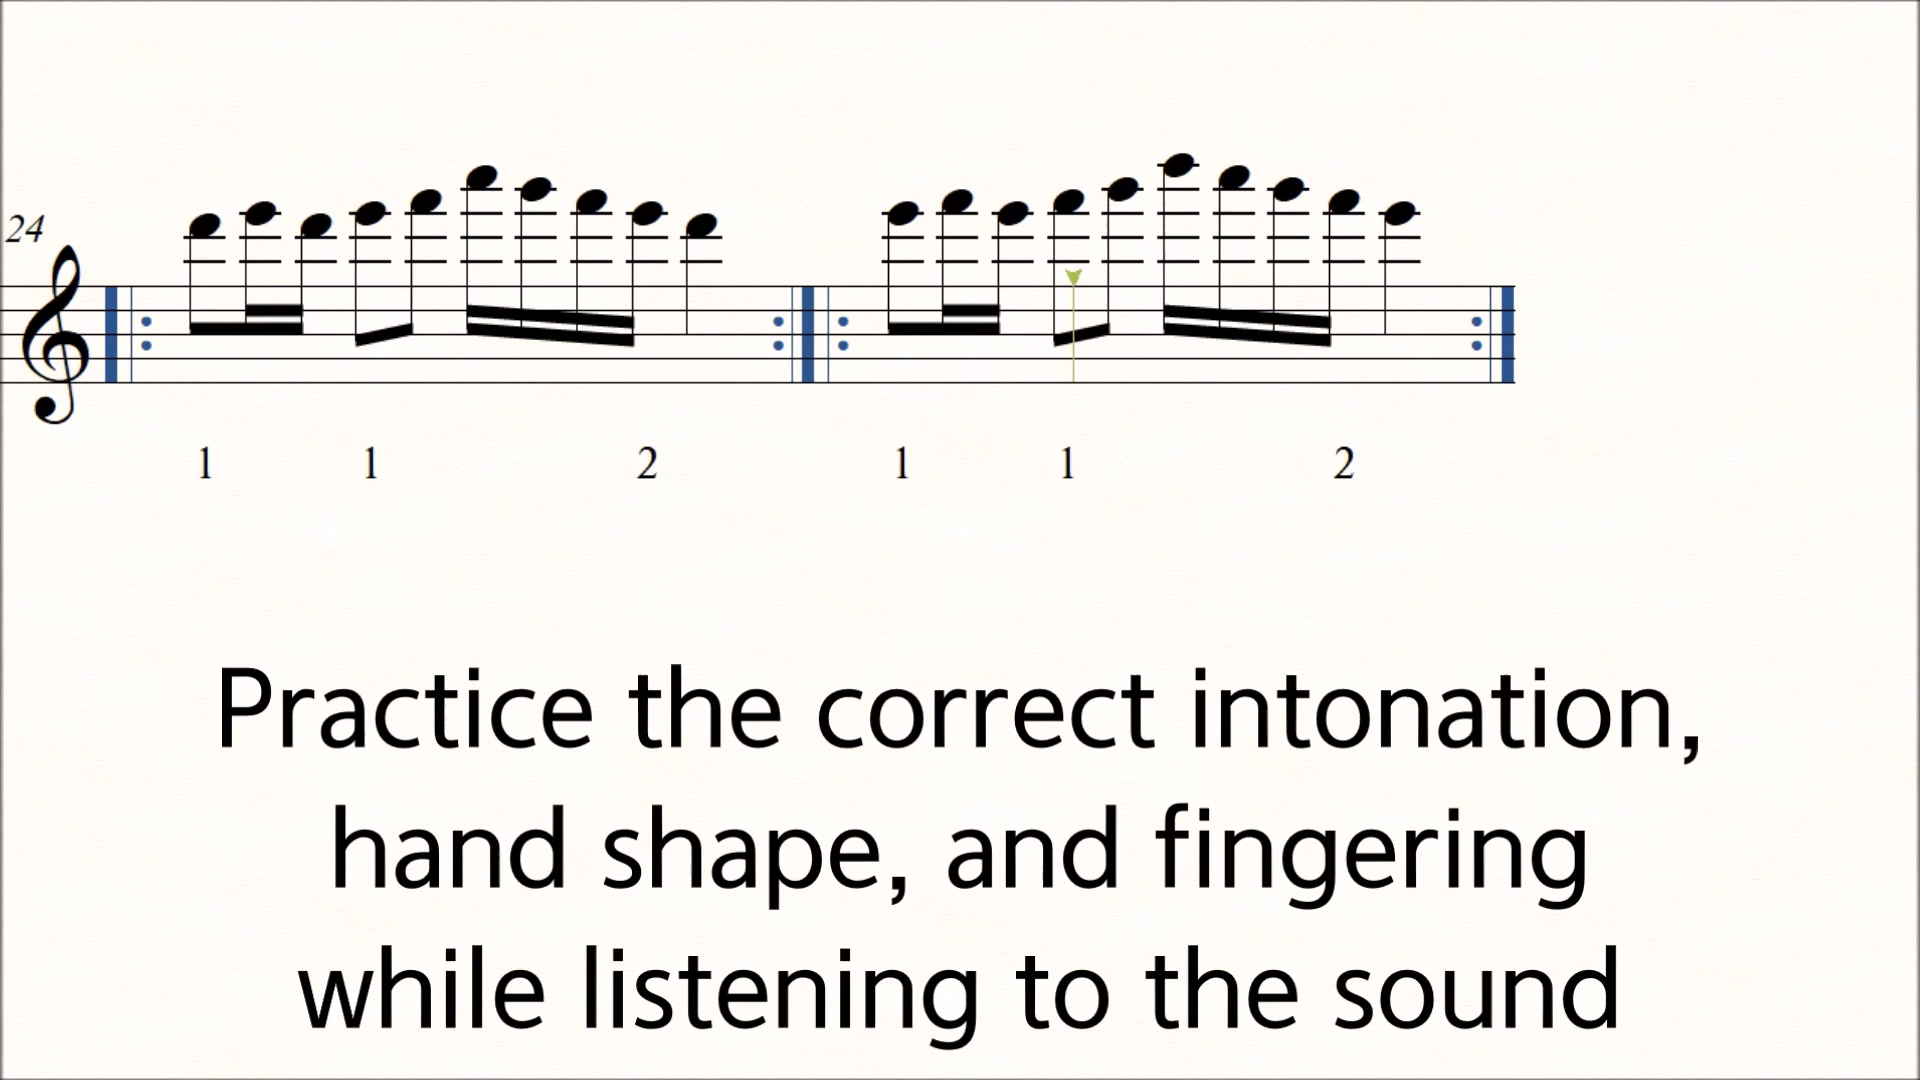 24
1 1 2 1 1 2
Practice the correct intonation,
hand shape, and fingering
while listening to the sound